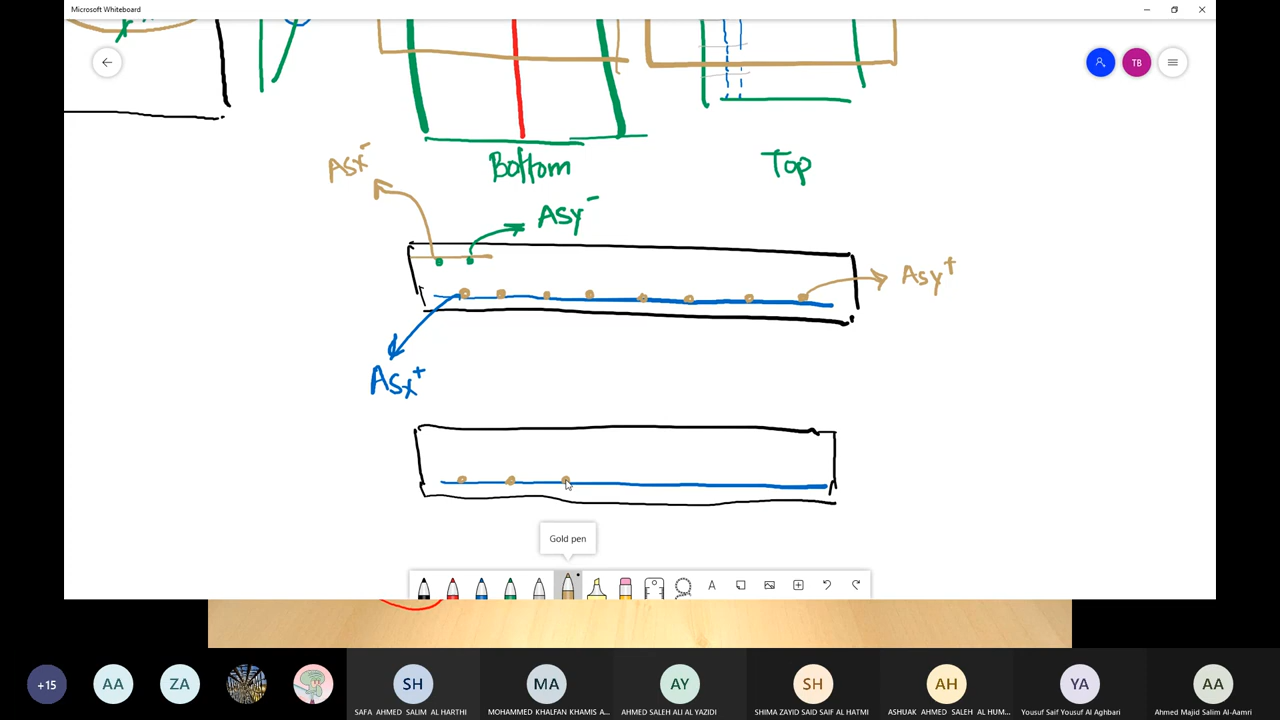 Microsoft Whiteboard
TB
Asx⁻
Bottom
Top
Asy⁻
Asy⁺
Asx⁺
Gold pen
A
+15
AA
ZA
SH
MA
AY
SH
AH
YA
AA
SAFA AHMED SALIM AL HARTHI
MOHAMMED KHALFAN KHAMIS A...
AHMED SALEH ALI AL YAZIDI
SHIMA ZAYID SAID SAIF AL HATMI
ASHUAK AHMED SALEH AL HUM...
Yousuf Saif Yousuf Al Aghbari
Ahmed Majid Salim Al-Aamri